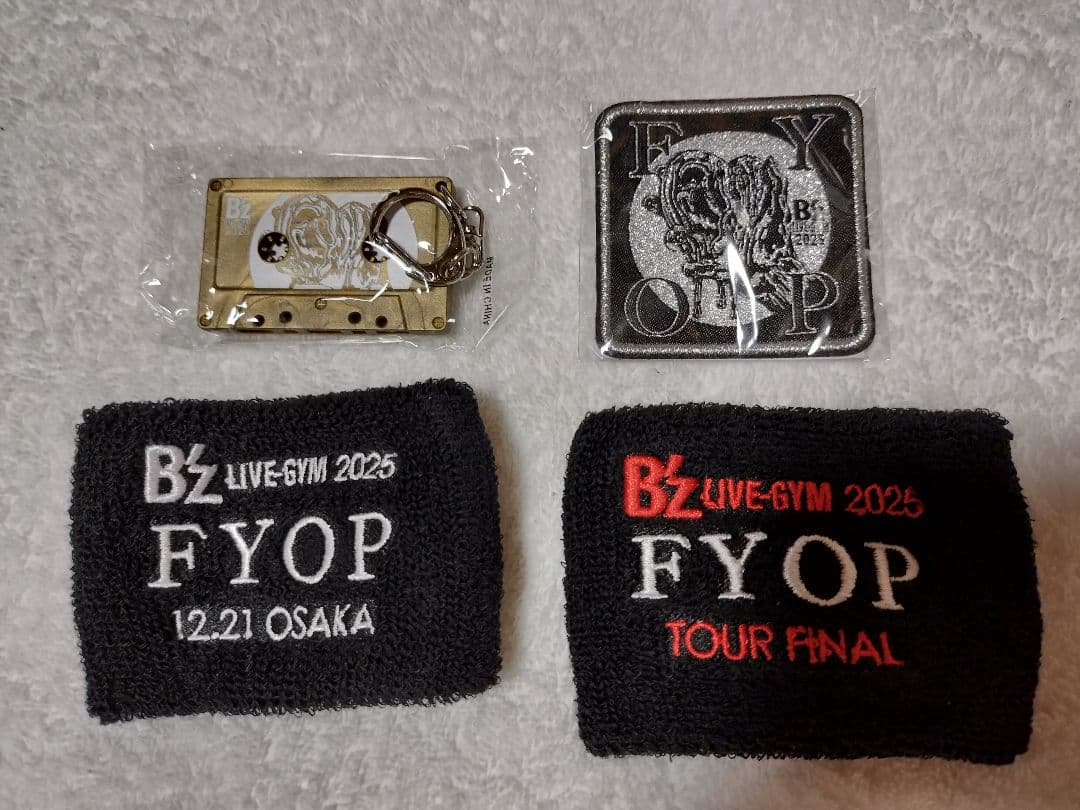 B'z
MADE IN CHINA
F Y
B'z
2025
O P
B'z LIVE-GYM 2025
FYOP
12.21 OSAKA
B'z LIVE-GYM 2025
FYOP
TOUR FINAL